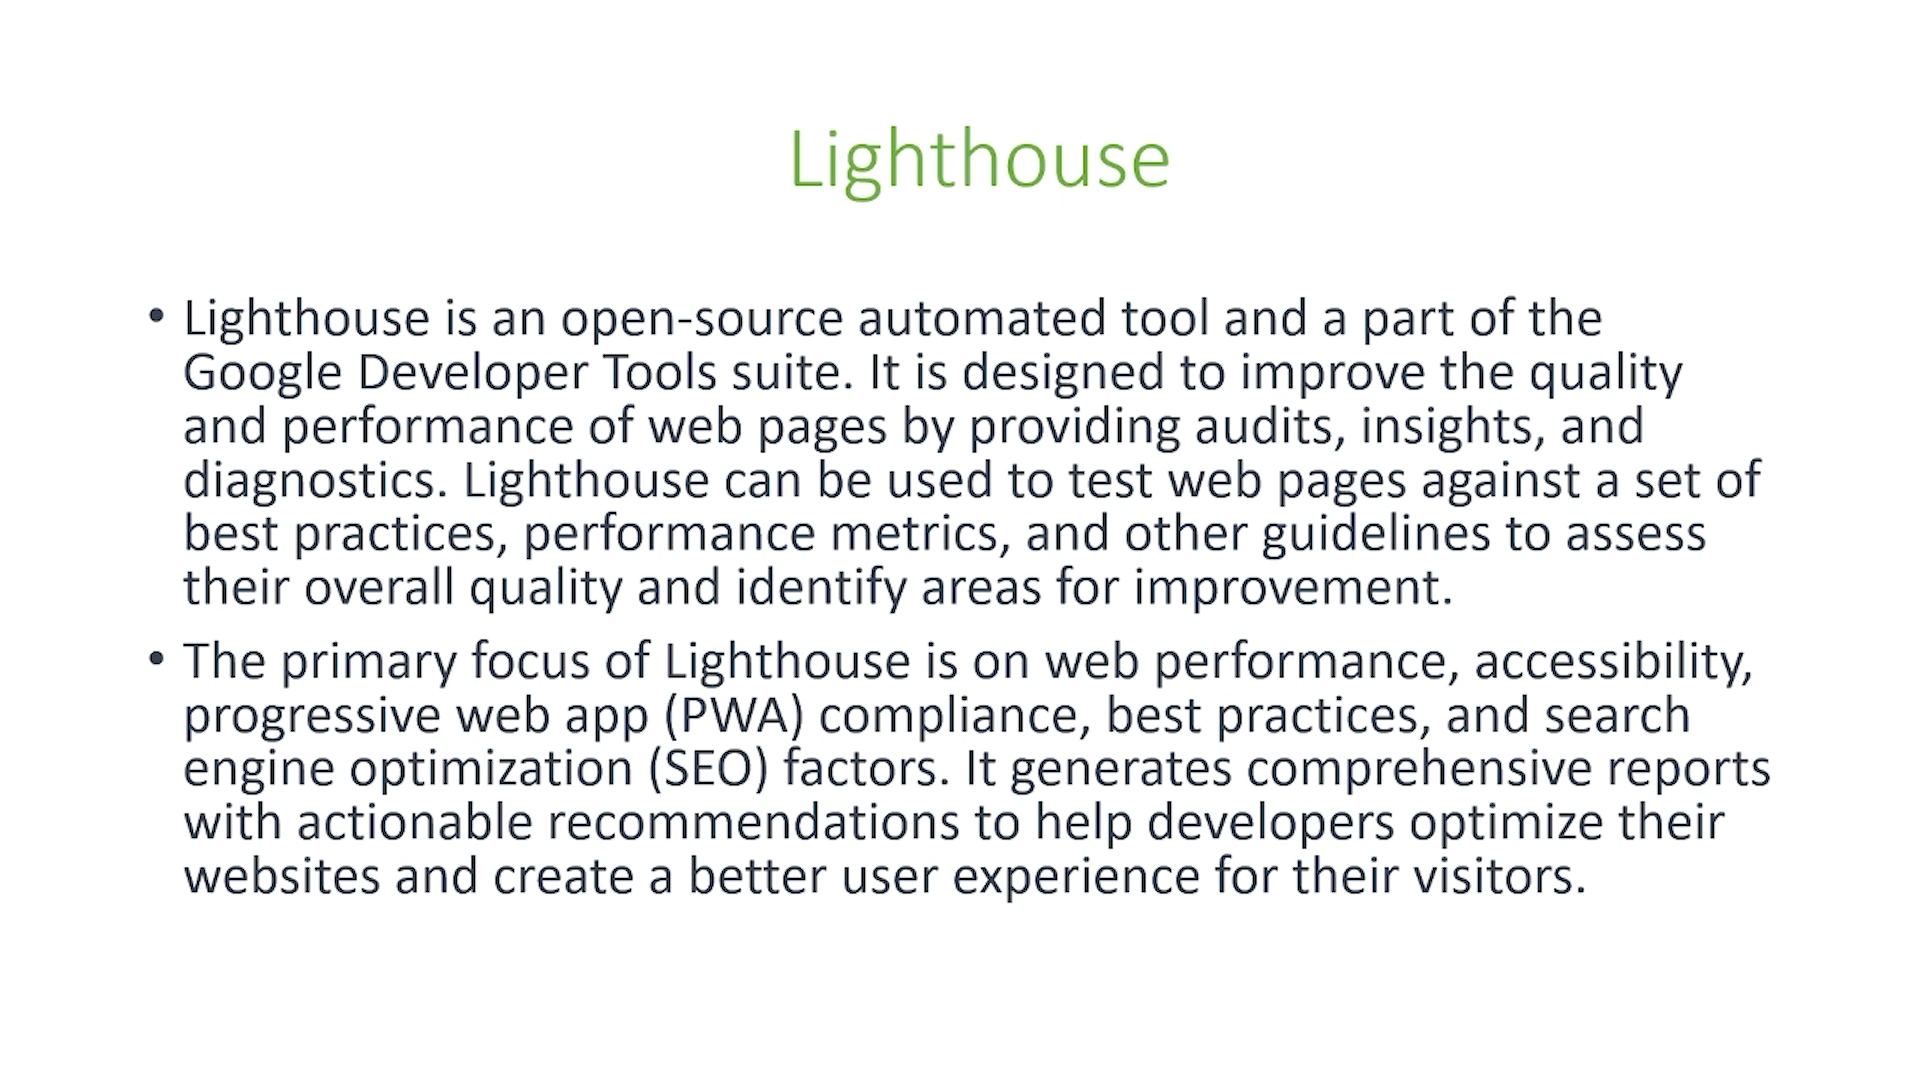 Lighthouse
• Lighthouse is an open-source automated tool and a part of the
Google Developer Tools suite. It is designed to improve the quality
and performance of web pages by providing audits, insights, and
diagnostics. Lighthouse can be used to test web pages against a set of
best practices, performance metrics, and other guidelines to assess
their overall quality and identify areas for improvement.
• The primary focus of Lighthouse is on web performance, accessibility,
progressive web app (PWA) compliance, best practices, and search
engine optimization (SEO) factors. It generates comprehensive reports
with actionable recommendations to help developers optimize their
websites and create a better user experience for their visitors.